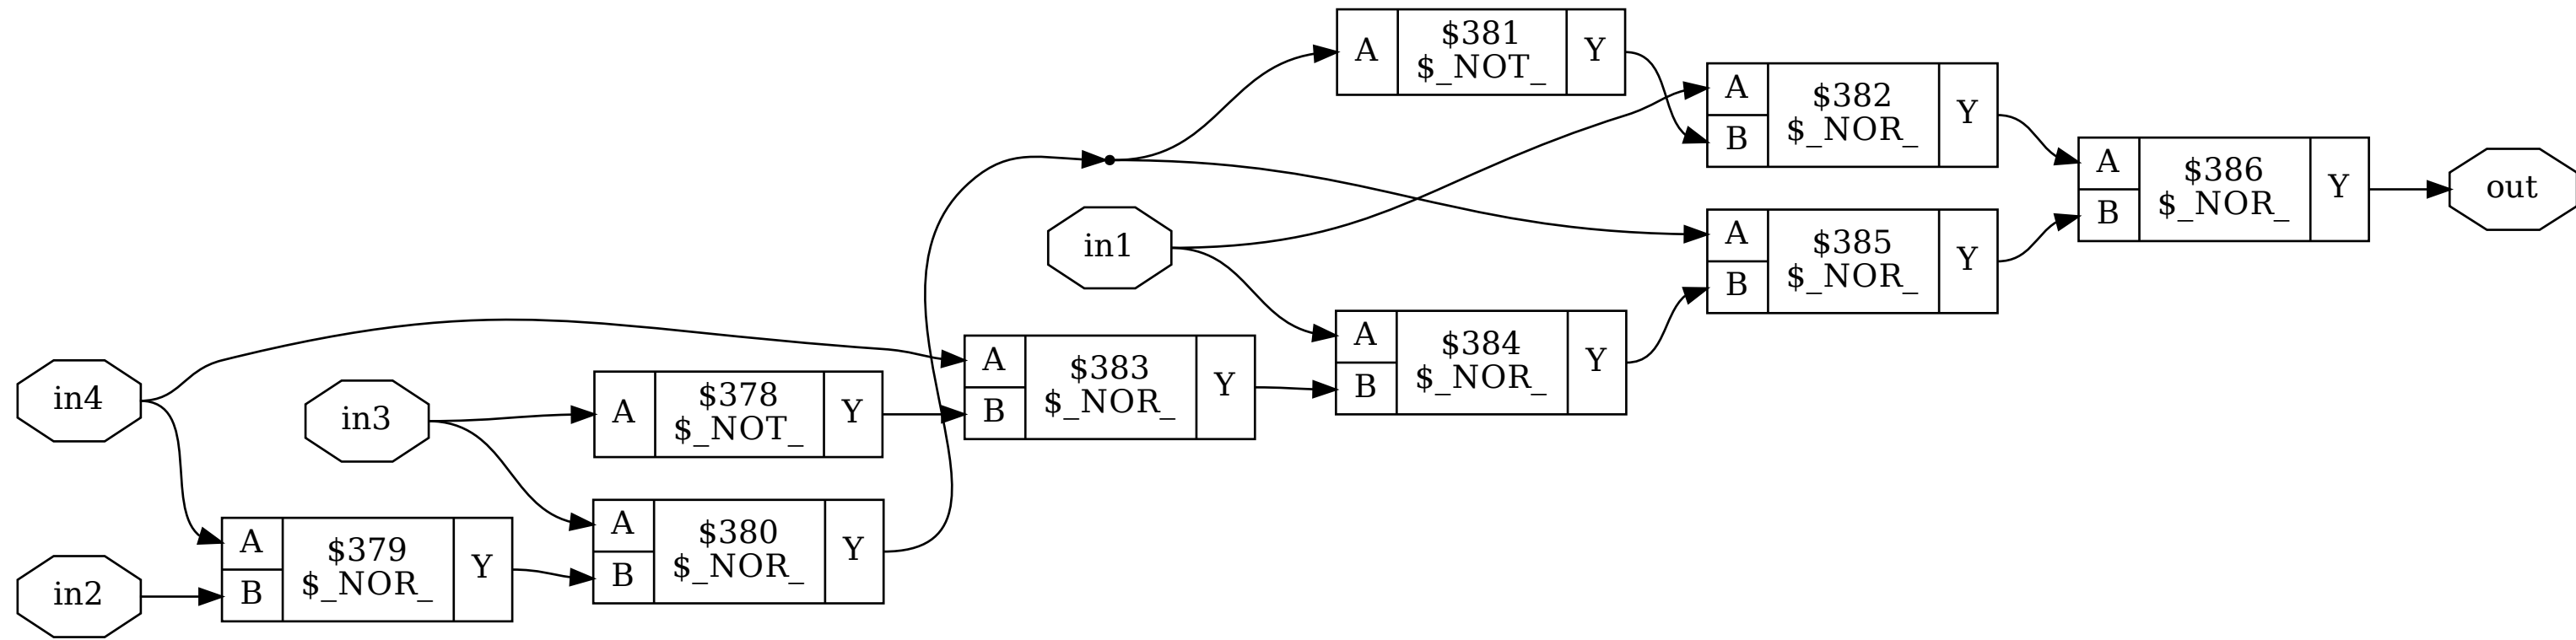 A
$381
$_NOT_
Y
A
B
$382
$_NOR_
Y
A
B
$386
$_NOR_
Y
out
in1
A
B
$385
$_NOR_
Y
A
B
$384
$_NOR_
Y
in4
in3
A
$378
$_NOT_
Y
A
B
$383
$_NOR_
Y
in2
A
B
$379
$_NOR_
Y
A
B
$380
$_NOR_
Y